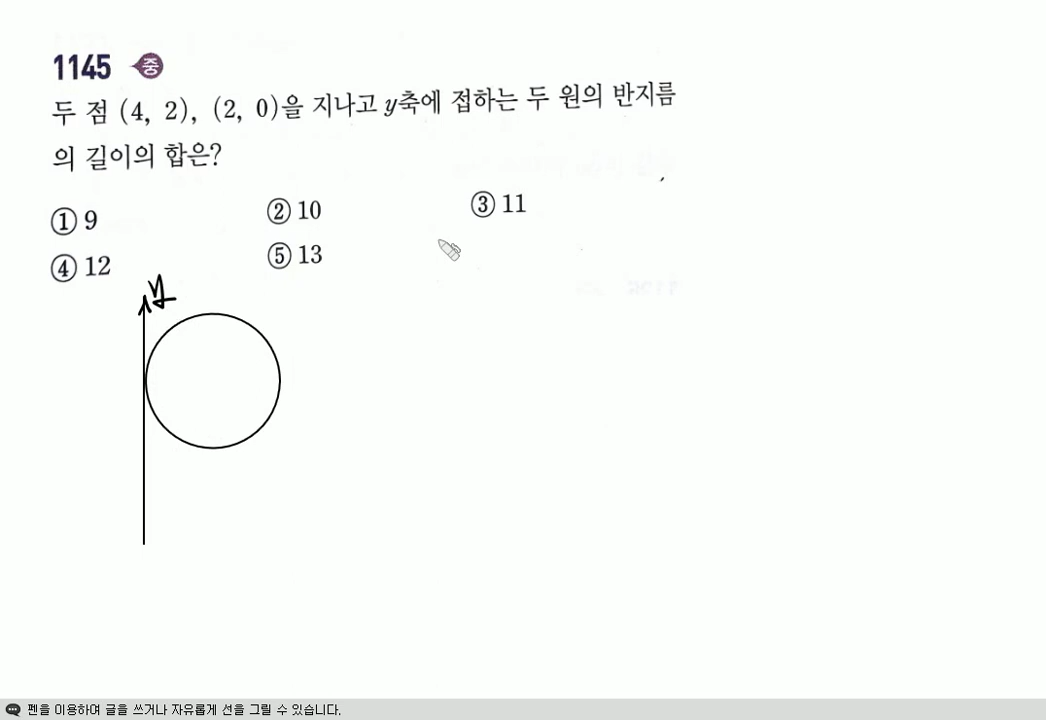 1145 중
두 점 (4, 2), (2, 0)을 지나고 y축에 접하는 두 원의 반지름
의 길이의 합은?
① 9 ② 10 ③ 11
④ 12 ⑤ 13
y
펜을 이용하여 글을 쓰거나 자유롭게 선을 그릴 수 있습니다.